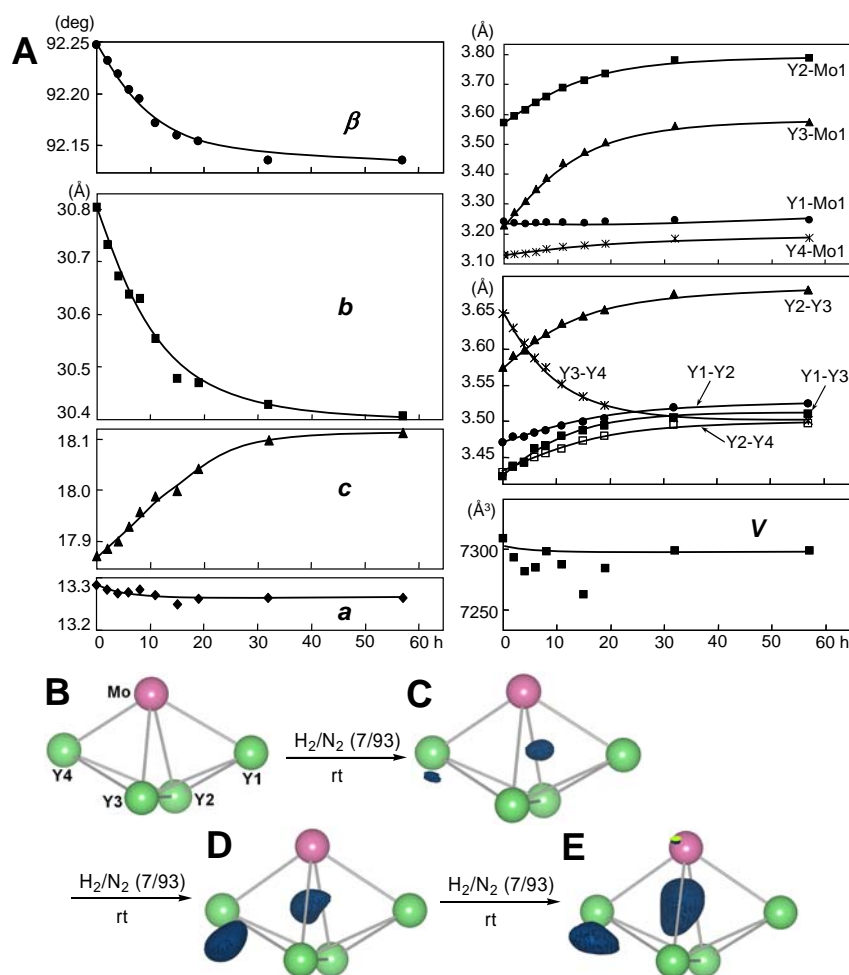 A
(deg)
92.25
92.20
92.15
β
(Å)
30.8
30.7
30.6
30.5
30.4
b
18.1
18.0
17.9
c
13.3
13.2
a
0 10 20 30 40 50 60 h
(Å)
3.80
3.70
3.60
3.50
3.40
3.30
3.20
3.10
Y2-Mo1
Y3-Mo1
Y1-Mo1
Y4-Mo1
(Å)
3.65
3.60
3.55
3.50
3.45
Y2-Y3
Y3-Y4
Y1-Y2
Y1-Y3
Y2-Y4
(Å³)
7300
7250
V
0 10 20 30 40 50 60 h
B
Mo
Y4
Y3
Y2
Y1
H₂/N₂ (7/93)
rt
C
H₂/N₂ (7/93)
rt
D
H₂/N₂ (7/93)
rt
E